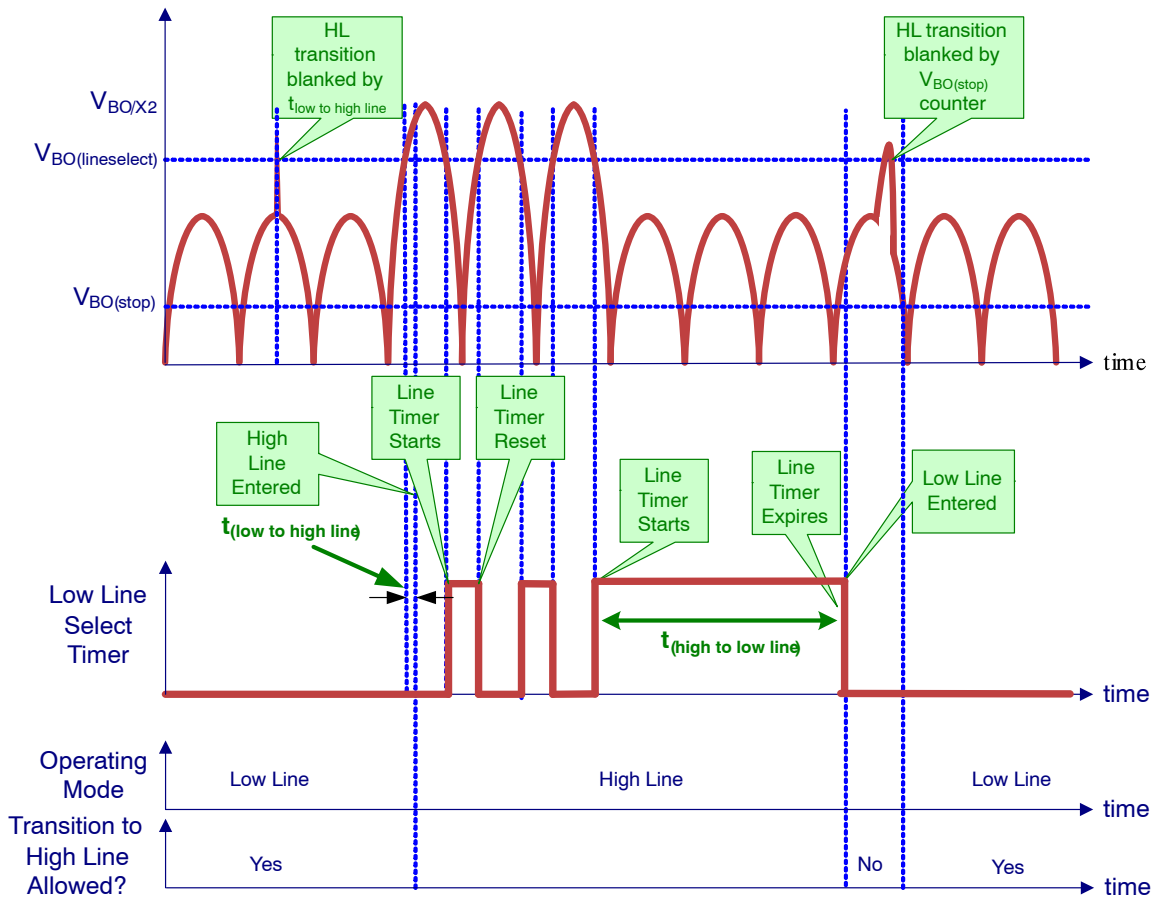 HL
transition
blanked by
t low to high line
HL transition
blanked by
VBO(stop)
counter
VBO/X2
VBO(lineselect)
VBO(stop)
time
High
Line
Entered
Line
Timer
Starts
Line
Timer
Reset
Line
Timer
Starts
Line
Timer
Expires
Low Line
Entered
t(low to high line)
Low Line
Select
Timer
t(high to low line)
time
Operating
Mode
Low Line
High Line
Low Line
time
Transition to
High Line
Allowed?
Yes
No
Yes
time